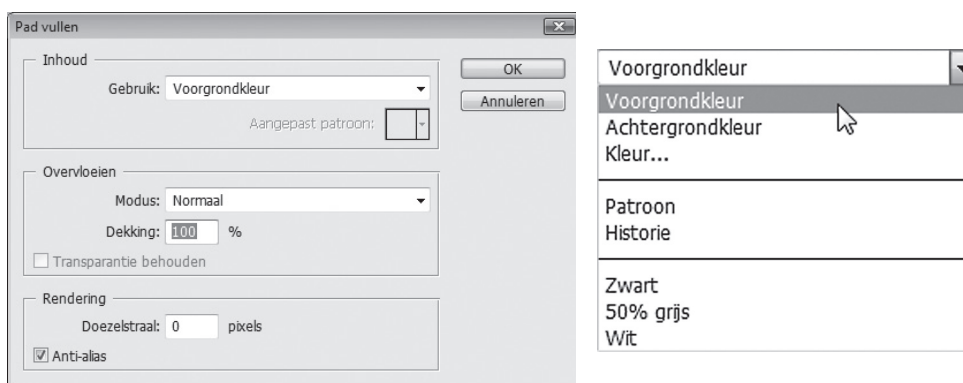 Pad vullen
Inhoud
Gebruik: Voorgrondkleur
Aangepast patroon:
OK
Annuleren
Overvloeien
Modus: Normaal
Dekking: 100 %
Transparantie behouden
Rendering
Doezelstraal: 0 pixels
Anti-alias
Voorgrondkleur
Voorgrondkleur
Achtergrondkleur
Kleur...
Patroon
Historie
Zwart
50% grijs
Wit